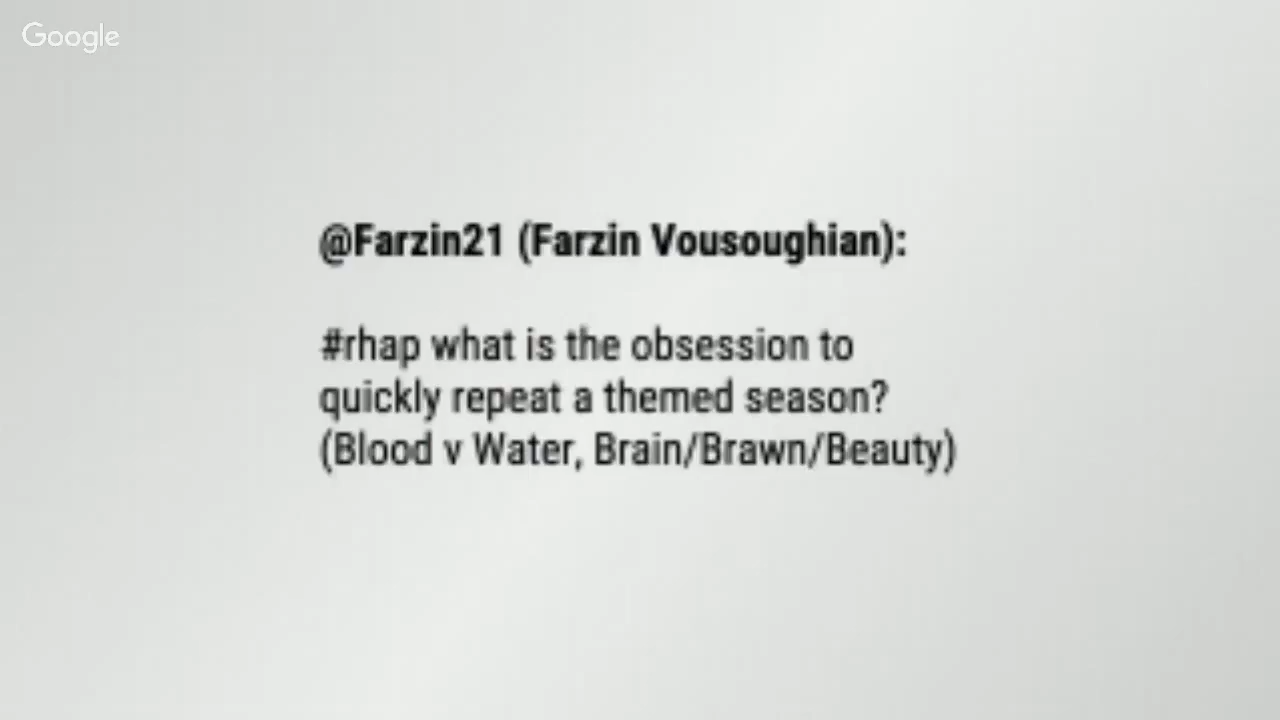 Google
@Farzin21 (Farzin Vousoughian):
#rhap what is the obsession to
quickly repeat a themed season?
(Blood v Water, Brain/Brawn/Beauty)